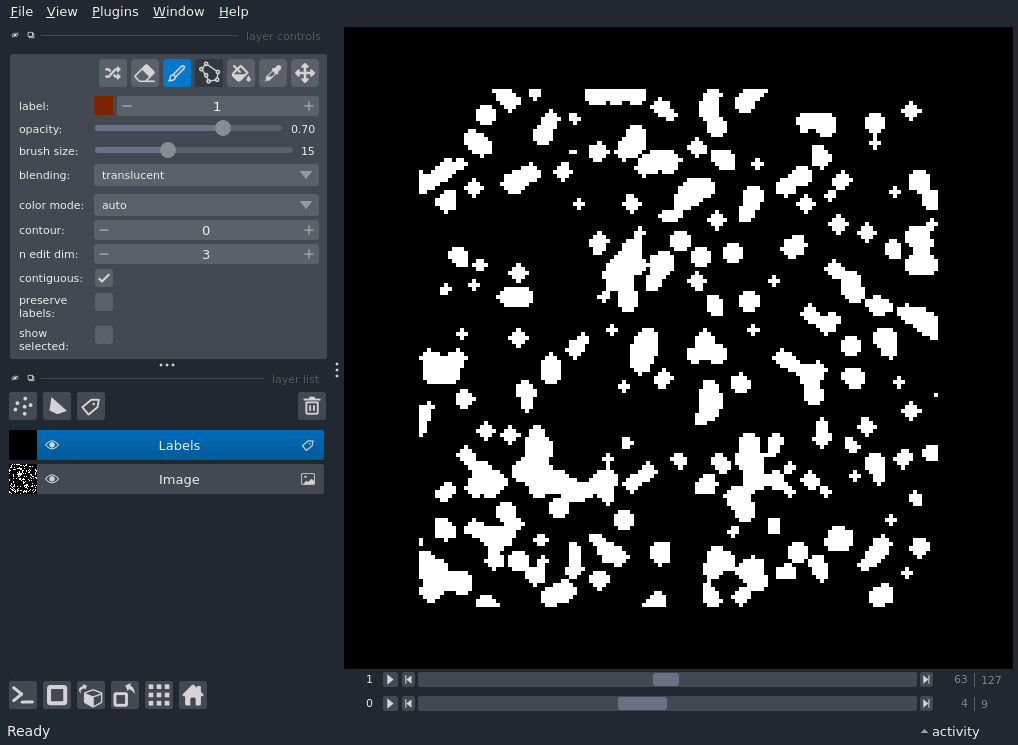 File View Plugins Window Help
layer controls
label: 1
opacity: 0.70
brush size: 15
blending: translucent
color mode: auto
contour: 0
n edit dim: 3
contiguous:
preserve
labels:
show
selected:
layer list
Labels
Image
1 63 127
0 4 9
Ready activity